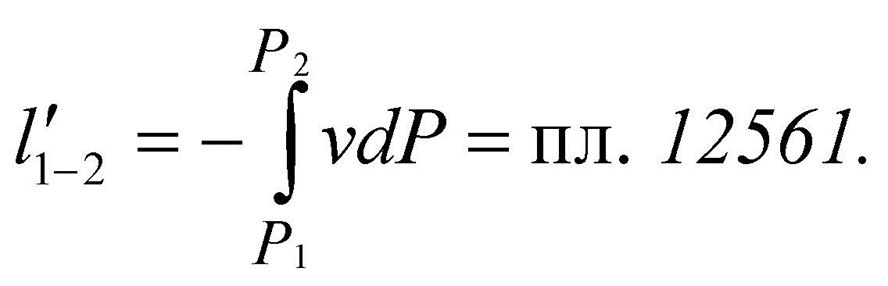 l′₁₋₂ = − ∫_{P₁}^{P₂} vdP = пл. 12561.